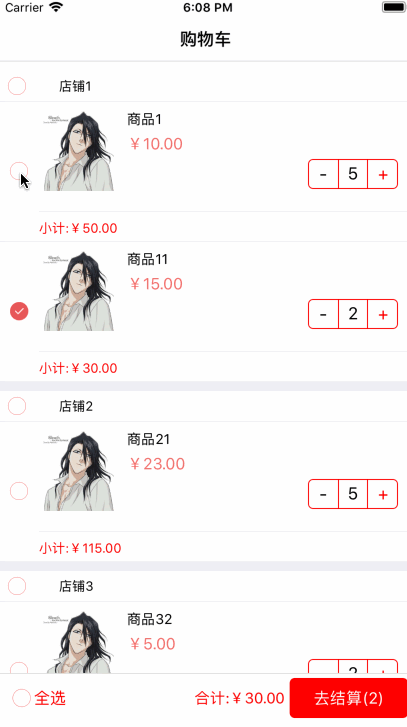 Carrier 6:08 PM
购物车
店铺1
商品1
￥10.00
- 5 +
小计:￥50.00
商品11
￥15.00
- 2 +
小计:￥30.00
店铺2
商品21
￥23.00
- 5 +
小计:￥115.00
店铺3
商品32
￥5.00
全选 合计:￥30.00 去结算(2)